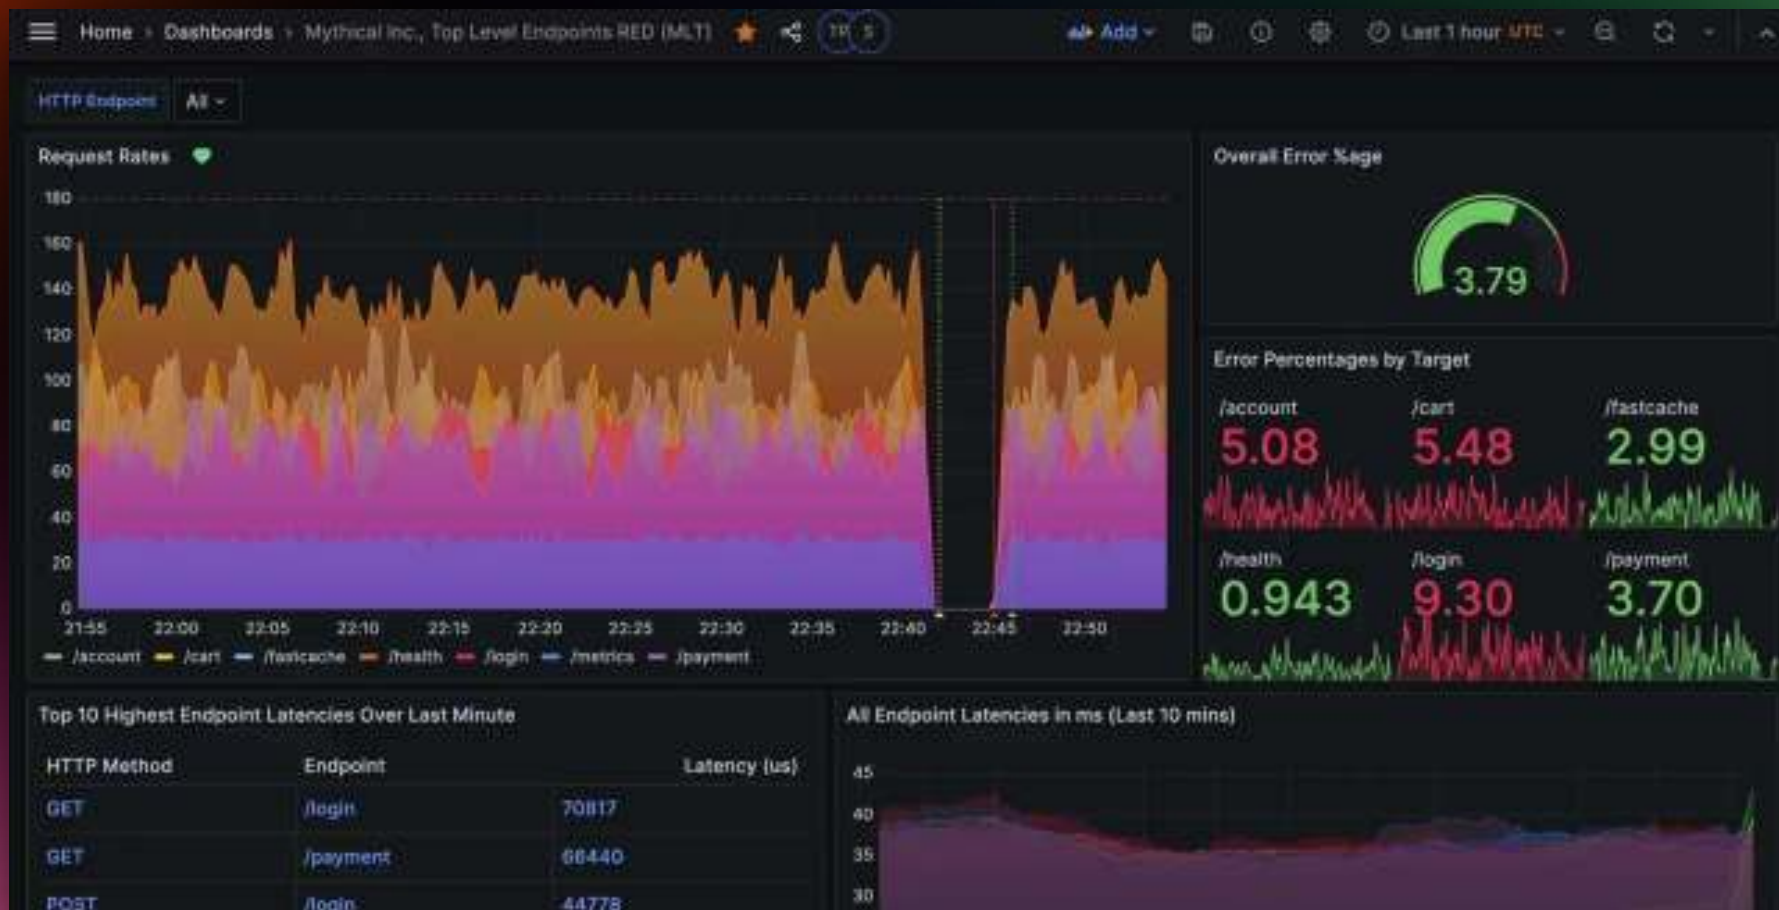 Home › Dashboards › Mythical Inc., Top Level Endpoints RED (MLT)
Add
Last 1 hour UTC
HTTP Endpoint All
Request Rates
180
160
140
120
100
80
60
40
20
0
21:55 22:00 22:05 22:10 22:15 22:20 22:25 22:30 22:35 22:40 22:45 22:50
/account /cart /fastcache /health /login /metrics /payment
Overall Error %age
3.79
Error Percentages by Target
/account /cart /fastcache
5.08 5.48 2.99
/health /login /payment
0.943 9.30 3.70
Top 10 Highest Endpoint Latencies Over Last Minute
HTTP Method Endpoint Latency (us)
GET /login 70817
GET /payment 66440
POST /login 44778
All Endpoint Latencies in ms (Last 10 mins)
45
40
35
30